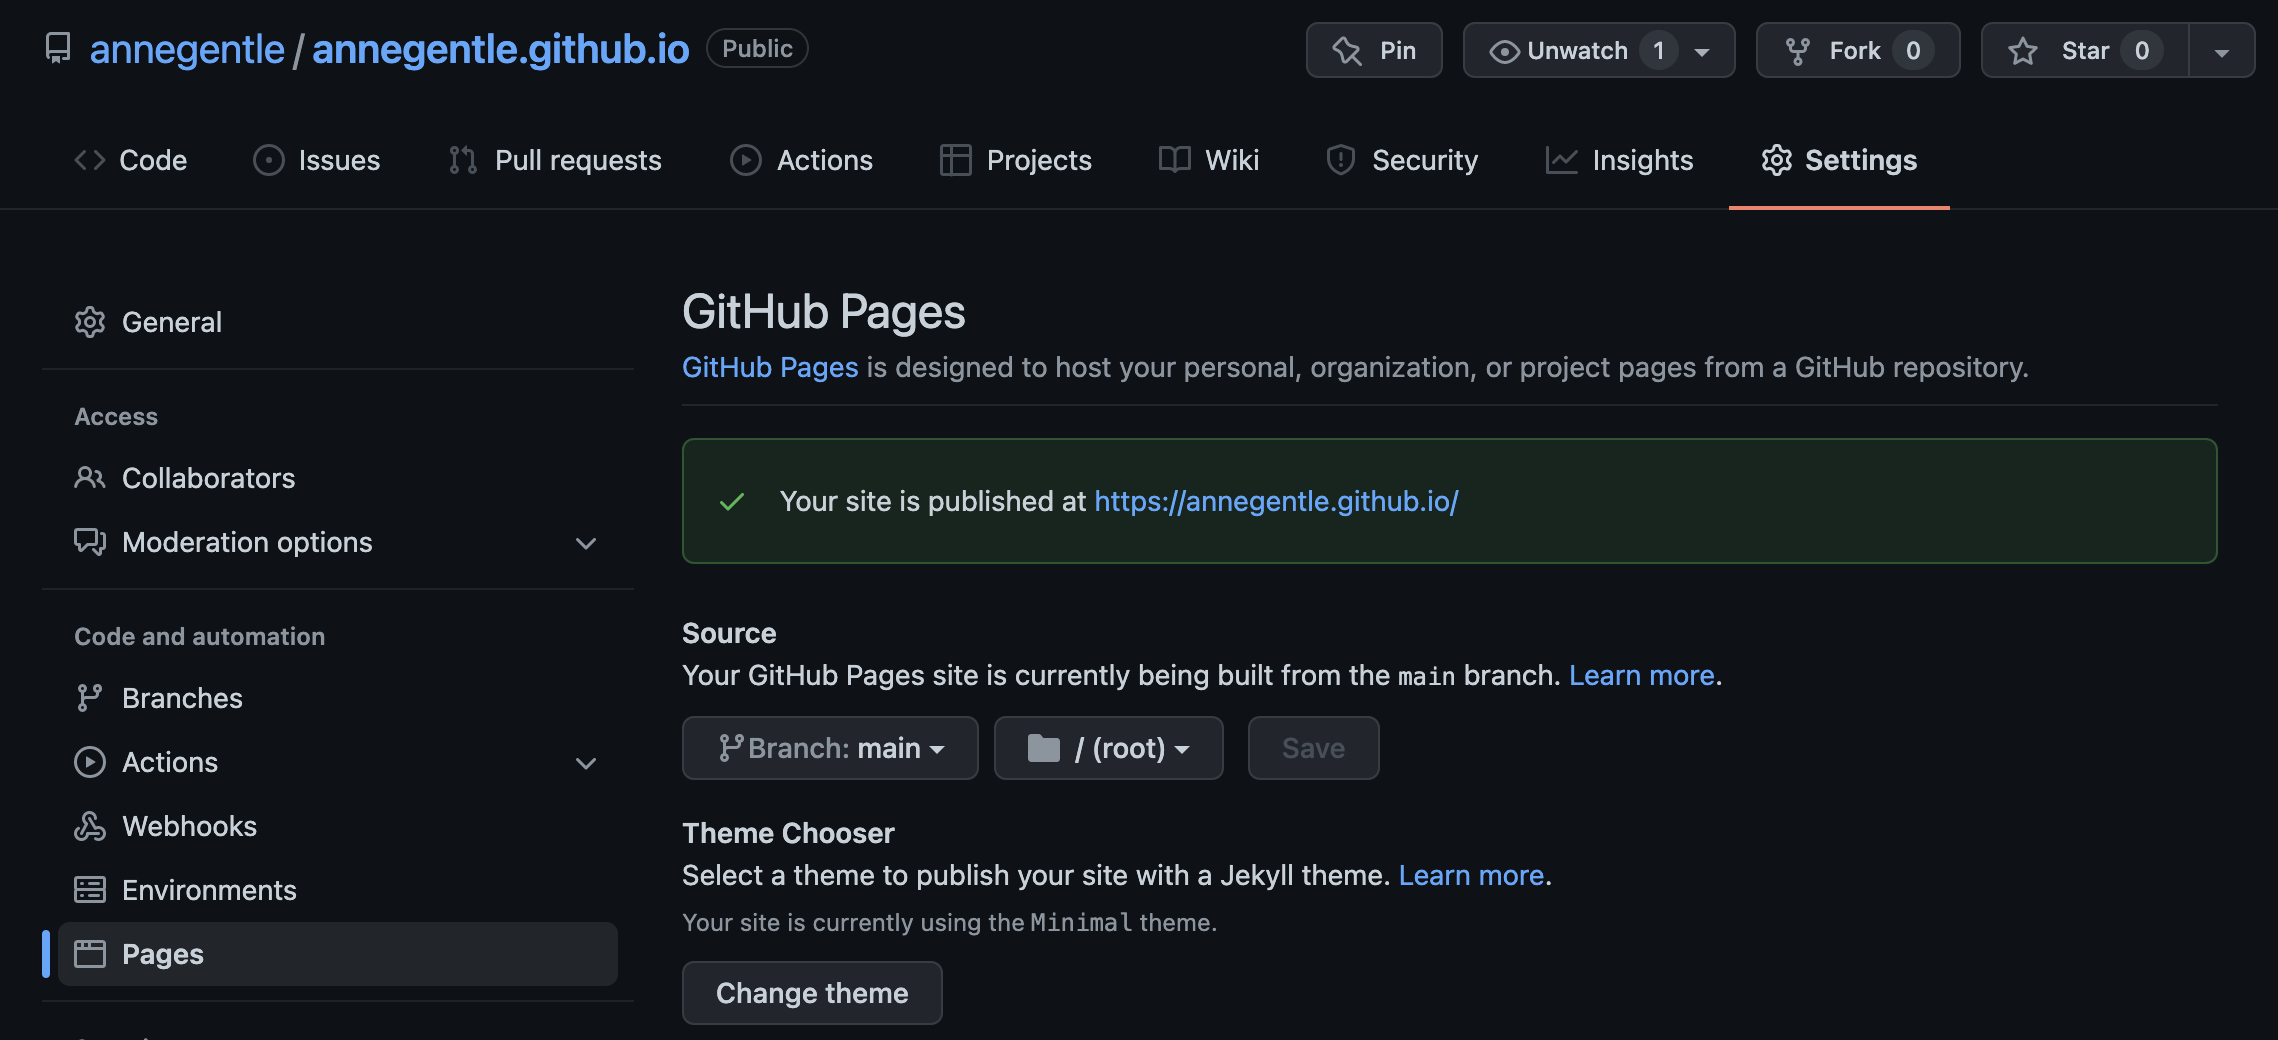 annegentle / annegentle.github.io Public
Pin
Unwatch 1
Fork 0
Star 0
Code
Issues
Pull requests
Actions
Projects
Wiki
Security
Insights
Settings
General
Access
Collaborators
Moderation options
Code and automation
Branches
Actions
Webhooks
Environments
Pages
GitHub Pages
GitHub Pages is designed to host your personal, organization, or project pages from a GitHub repository.
Your site is published at https://annegentle.github.io/
Source
Your GitHub Pages site is currently being built from the main branch. Learn more.
Branch: main
/ (root)
Save
Theme Chooser
Select a theme to publish your site with a Jekyll theme. Learn more.
Your site is currently using the Minimal theme.
Change theme